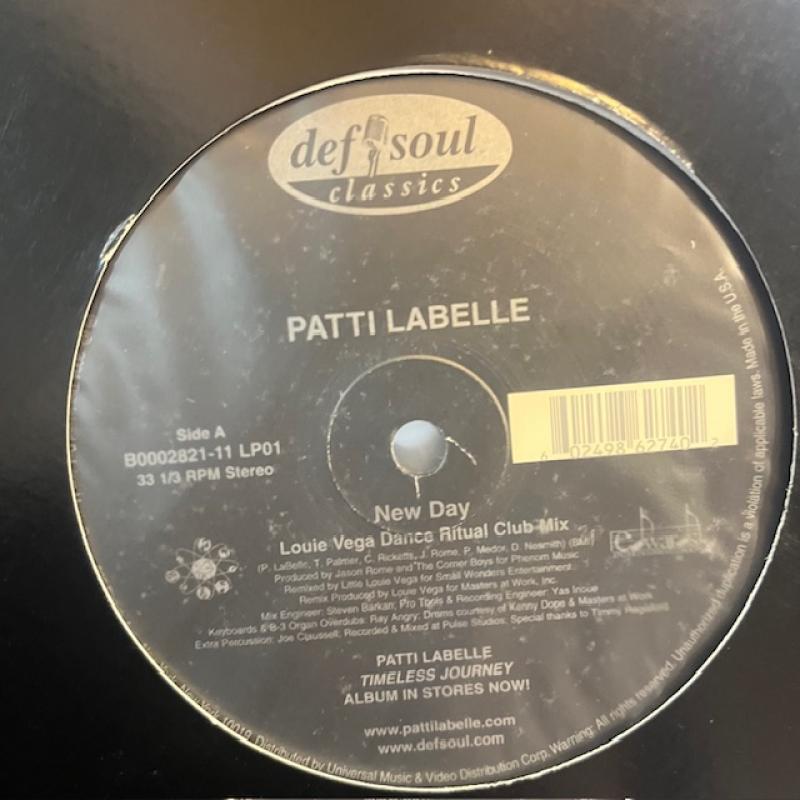 def soul
classics
PATTI LABELLE
Side A
B0002821-11 LP01
33 1/3 RPM Stereo
6 02498 62740 2
New Day
Louie Vega Dance Ritual Club Mix
(P. LaBelle, T. Palmer, C. Ricketts, J. Rome, P. Medor, D. Nesmith)
Produced by Jason Rome and The Corner Boys for Phenom Music
Remixed by Little Louie Vega for Small Wonders Entertainment
Remix Produced by Louie Vega for Masters at Work, Inc.
Mix Engineer: Steven Barkan; Pro Tools & Recording Engineer: Yas Inoue
Keyboards & B-3 Organ Overdubs: Ray Angry; Drums courtesy of Kenny Dope & Masters at Work
Extra Percussion: Joe Claussell; Recorded & Mixed at Pulse Studios. Special thanks to Timmy
PATTI LABELLE
TIMELESS JOURNEY
ALBUM IN STORES NOW!
www.pattilabelle.com
www.defsoul.com
10019. Distributed by Universal Music & Video Distribution Corp. Warning: All rights reserved. Unauthorized duplication is a violation of applicable laws. Made in the U.S.A.